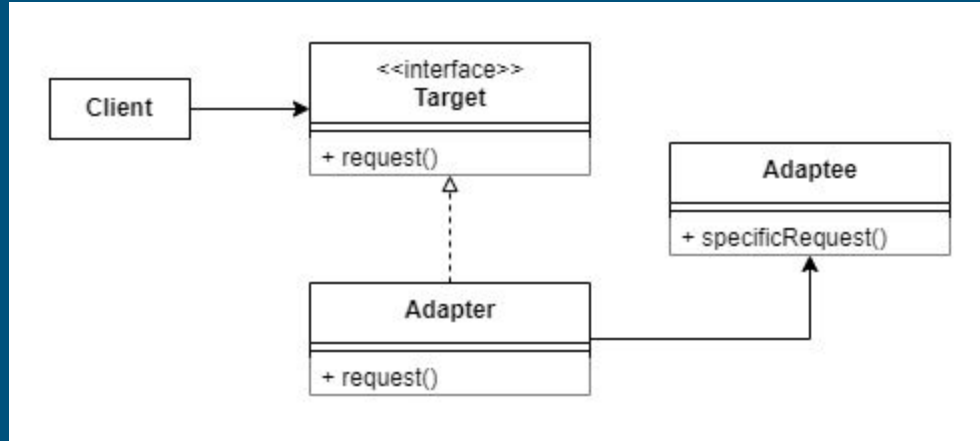 Client
<<interface>>
Target
+ request()
Adaptee
+ specificRequest()
Adapter
+ request()